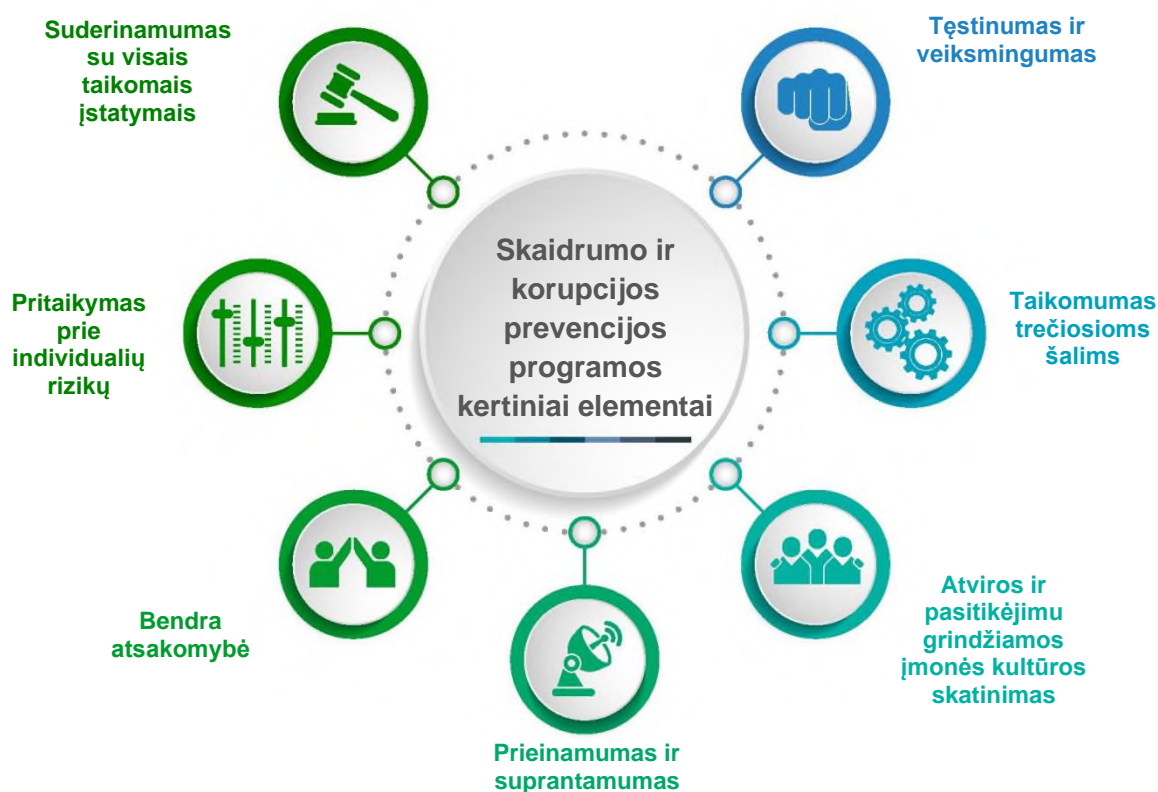 Suderinamumas
su visais
taikomais
įstatymais
Tęstinumas ir
veiksmingumas
Skaidrumo ir
korupcijos
prevencijos
programos
kertiniai elementai
Pritaikymas
prie
individualių
rizikų
Taikomumas
trečiosioms
šalims
Bendra
atsakomybė
Atviros ir
pasitikėjimu
grindžiamos
įmonės kultūros
skatinimas
Prieinamumas ir
suprantamumas